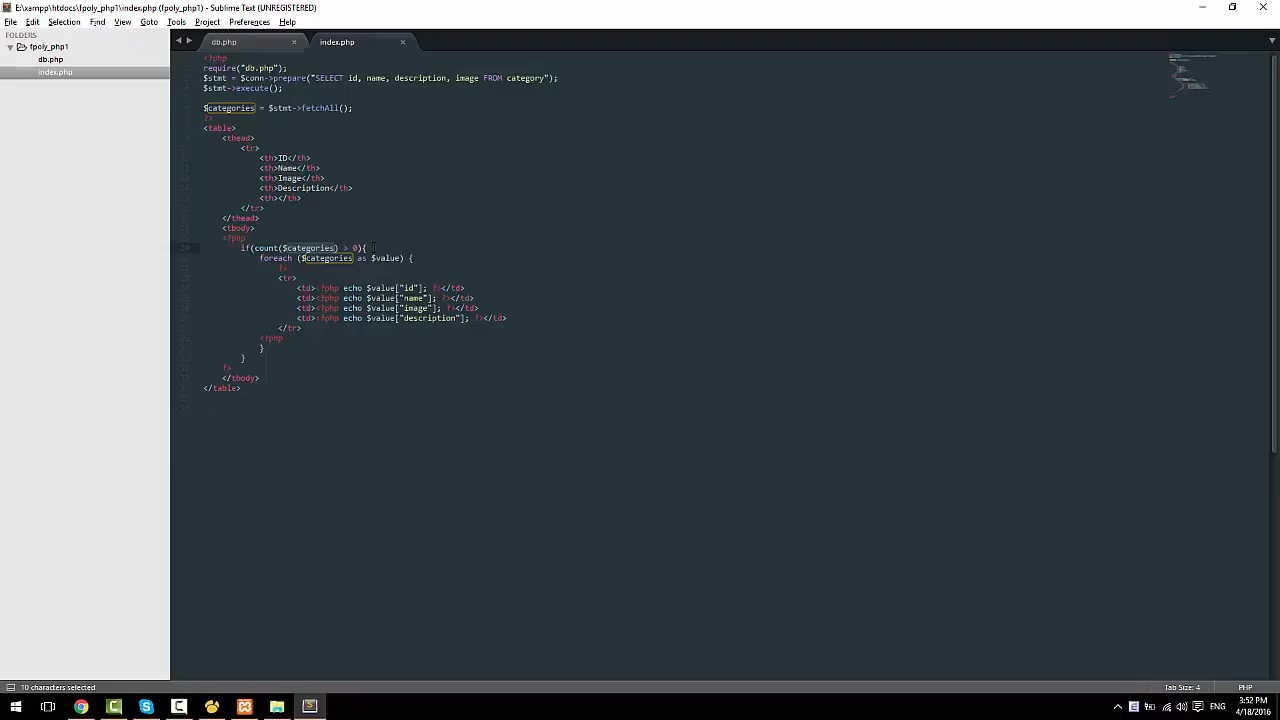 E:\xampp\htdocs\fpoly_php1\index.php (fpoly_php1) - Sublime Text (UNREGISTERED)
File Edit Selection Find View Goto Tools Project Preferences Help
FOLDERS
fpoly_php1
db.php
index.php
db.php index.php
<?php
require("db.php");
$stmt = $conn->prepare("SELECT id, name, description, image FROM category");
$stmt->execute();
$categories = $stmt->fetchAll();
?>
<table>
<thead>
<tr>
<th>ID</th>
<th>Name</th>
<th>Image</th>
<th>Description</th>
<th></th>
</tr>
</thead>
<tbody>
<?php
20 if(count($categories) > 0){
foreach ($categories as $value) {
?>
<tr>
<td><?php echo $value["id"]; ?></td>
<td><?php echo $value["name"]; ?></td>
<td><?php echo $value["image"]; ?></td>
<td><?php echo $value["description"]; ?></td>
</tr>
<?php
}
}
?>
</tbody>
</table>
10 characters selected Tab Size: 4 PHP
ENG 3:52 PM
4/18/2016